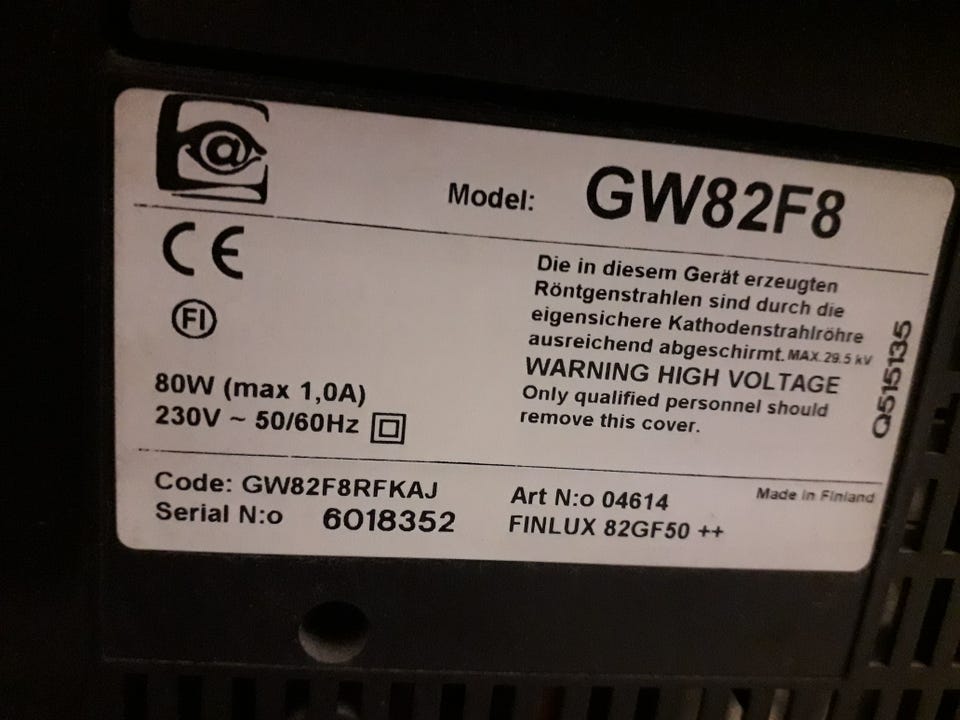 @
Model: GW82F8
CE
FI
Die in diesem Gerät erzeugten
Röntgenstrahlen sind durch die
eigensichere Kathodenstrahlröhre
ausreichend abgeschirmt. MAX. 29.5 kV
WARNING HIGH VOLTAGE
Only qualified personnel should
remove this cover.
Q515135
80W (max 1,0A)
230V ~ 50/60Hz
Code: GW82F8RFKAJ
Serial N:o 6018352
Art N:o 04614
FINLUX 82GF50 ++
Made in Finland